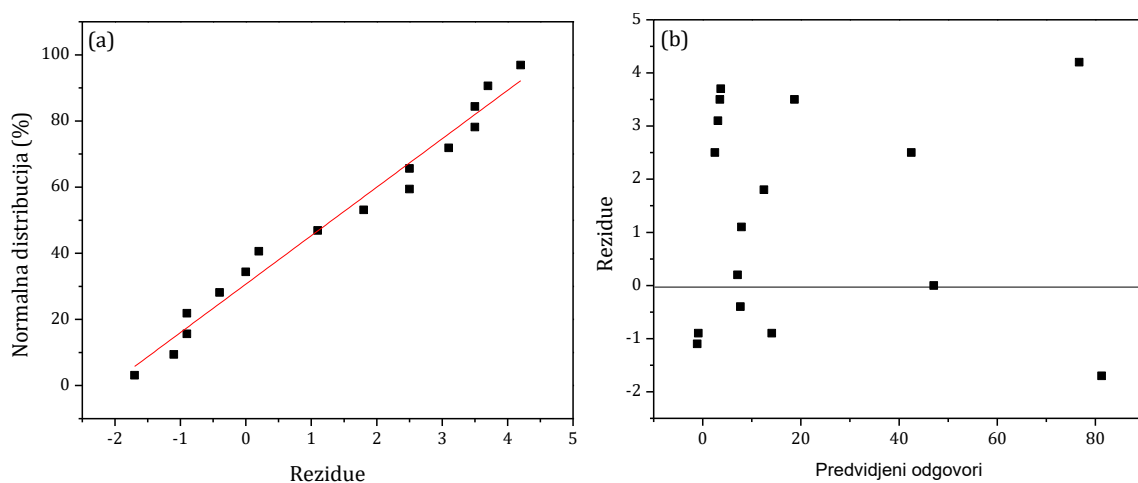 (a)
100
80
60
40
20
0
Normalna distribucija (%)
-2 -1 0 1 2 3 4 5
Rezidue
(b)
5
4
3
2
1
0
-1
-2
Rezidue
0 20 40 60 80
Predvidjeni odgovori